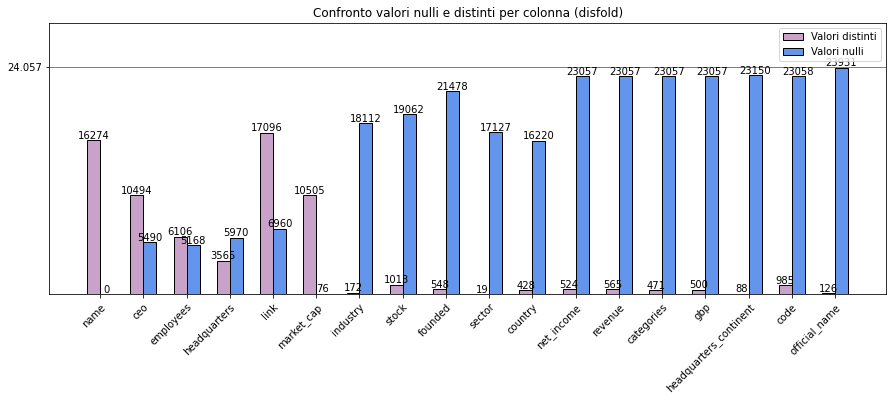 Confronto valori nulli e distinti per colonna (disfold)
Valori distinti
Valori nulli
24.057
16274
0
10494
5490
6106
5168
3565
5970
17096
6960
10505
76
172
18112
1013
19062
548
21478
19
17127
428
16220
524
23057
565
23057
471
23057
500
23057
88
23150
985
23058
126
23931
name
ceo
employees
headquarters
link
market_cap
industry
stock
founded
sector
country
net_income
revenue
categories
gbp
headquarters_continent
code
official_name